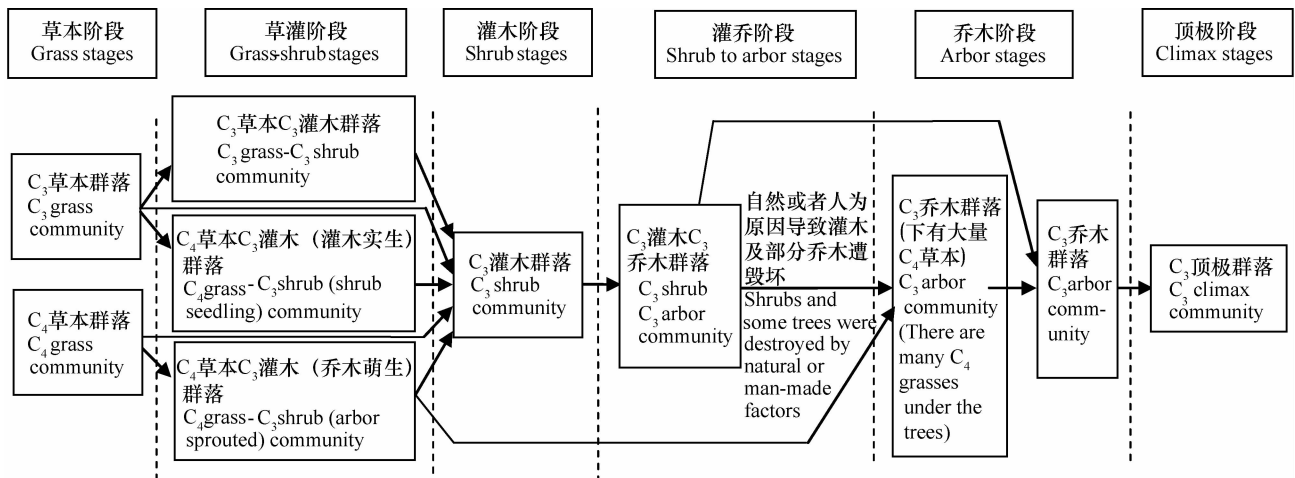 草本阶段
Grass stages
草灌阶段
Grass-shrub stages
灌木阶段
Shrub stages
灌乔阶段
Shrub to arbor stages
乔木阶段
Arbor stages
顶极阶段
Climax stages
C₃草本群落
C₃ grass
community
C₄草本群落
C₄ grass
community
C₃草本C₃灌木群落
C₃ grass-C₃ shrub
community
C₄草本C₃灌木（灌木实生）
群落
C₄grass-C₃shrub (shrub
seedling) community
C₄草本C₃灌木（乔木萌生）
群落
C₄grass-C₃shrub (arbor
sprouted) community
C₃灌木群落
C₃ shrub
community
C₃灌木C₃
乔木群落
C₃ shrub
C₃ arbor
community
自然或者人为
原因导致灌木
及部分乔木遭
毁坏
Shrubs and
some trees were
destroyed by
natural or
man-made
factors
C₃乔木群落
(下有大量
C₄草本)
C₃ arbor
community
(There are
many C₄
grasses
under the
trees)
C₃乔木
群落
C₃arbor
comm-
unity
C₃顶极群落
C₃ climax
community